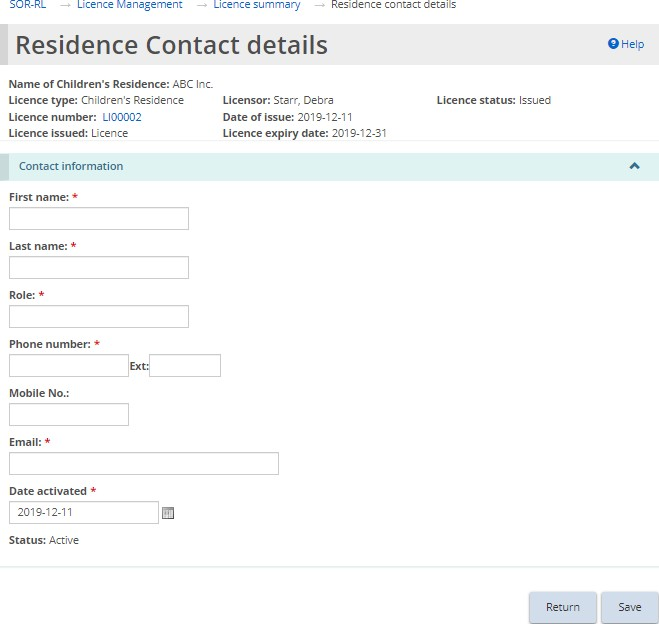 SOR-RL → Licence Management → Licence summary → Residence contact details
Residence Contact details
Help
Name of Children's Residence: ABC Inc.
Licence type: Children's Residence Licensor: Starr, Debra Licence status: Issued
Licence number: LI00002 Date of issue: 2019-12-11
Licence issued: Licence Licence expiry date: 2019-12-31
Contact information
First name: *
Last name: *
Role: *
Phone number: *
Ext:
Mobile No.:
Email: *
Date activated *
2019-12-11
Status: Active
Return Save